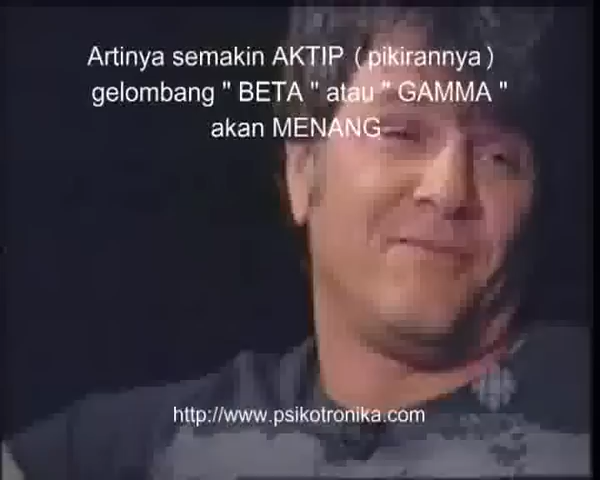 Artinya semakin AKTIP ( pikirannya )
gelombang " BETA " atau " GAMMA "
akan MENANG
http://www.psikotronika.com